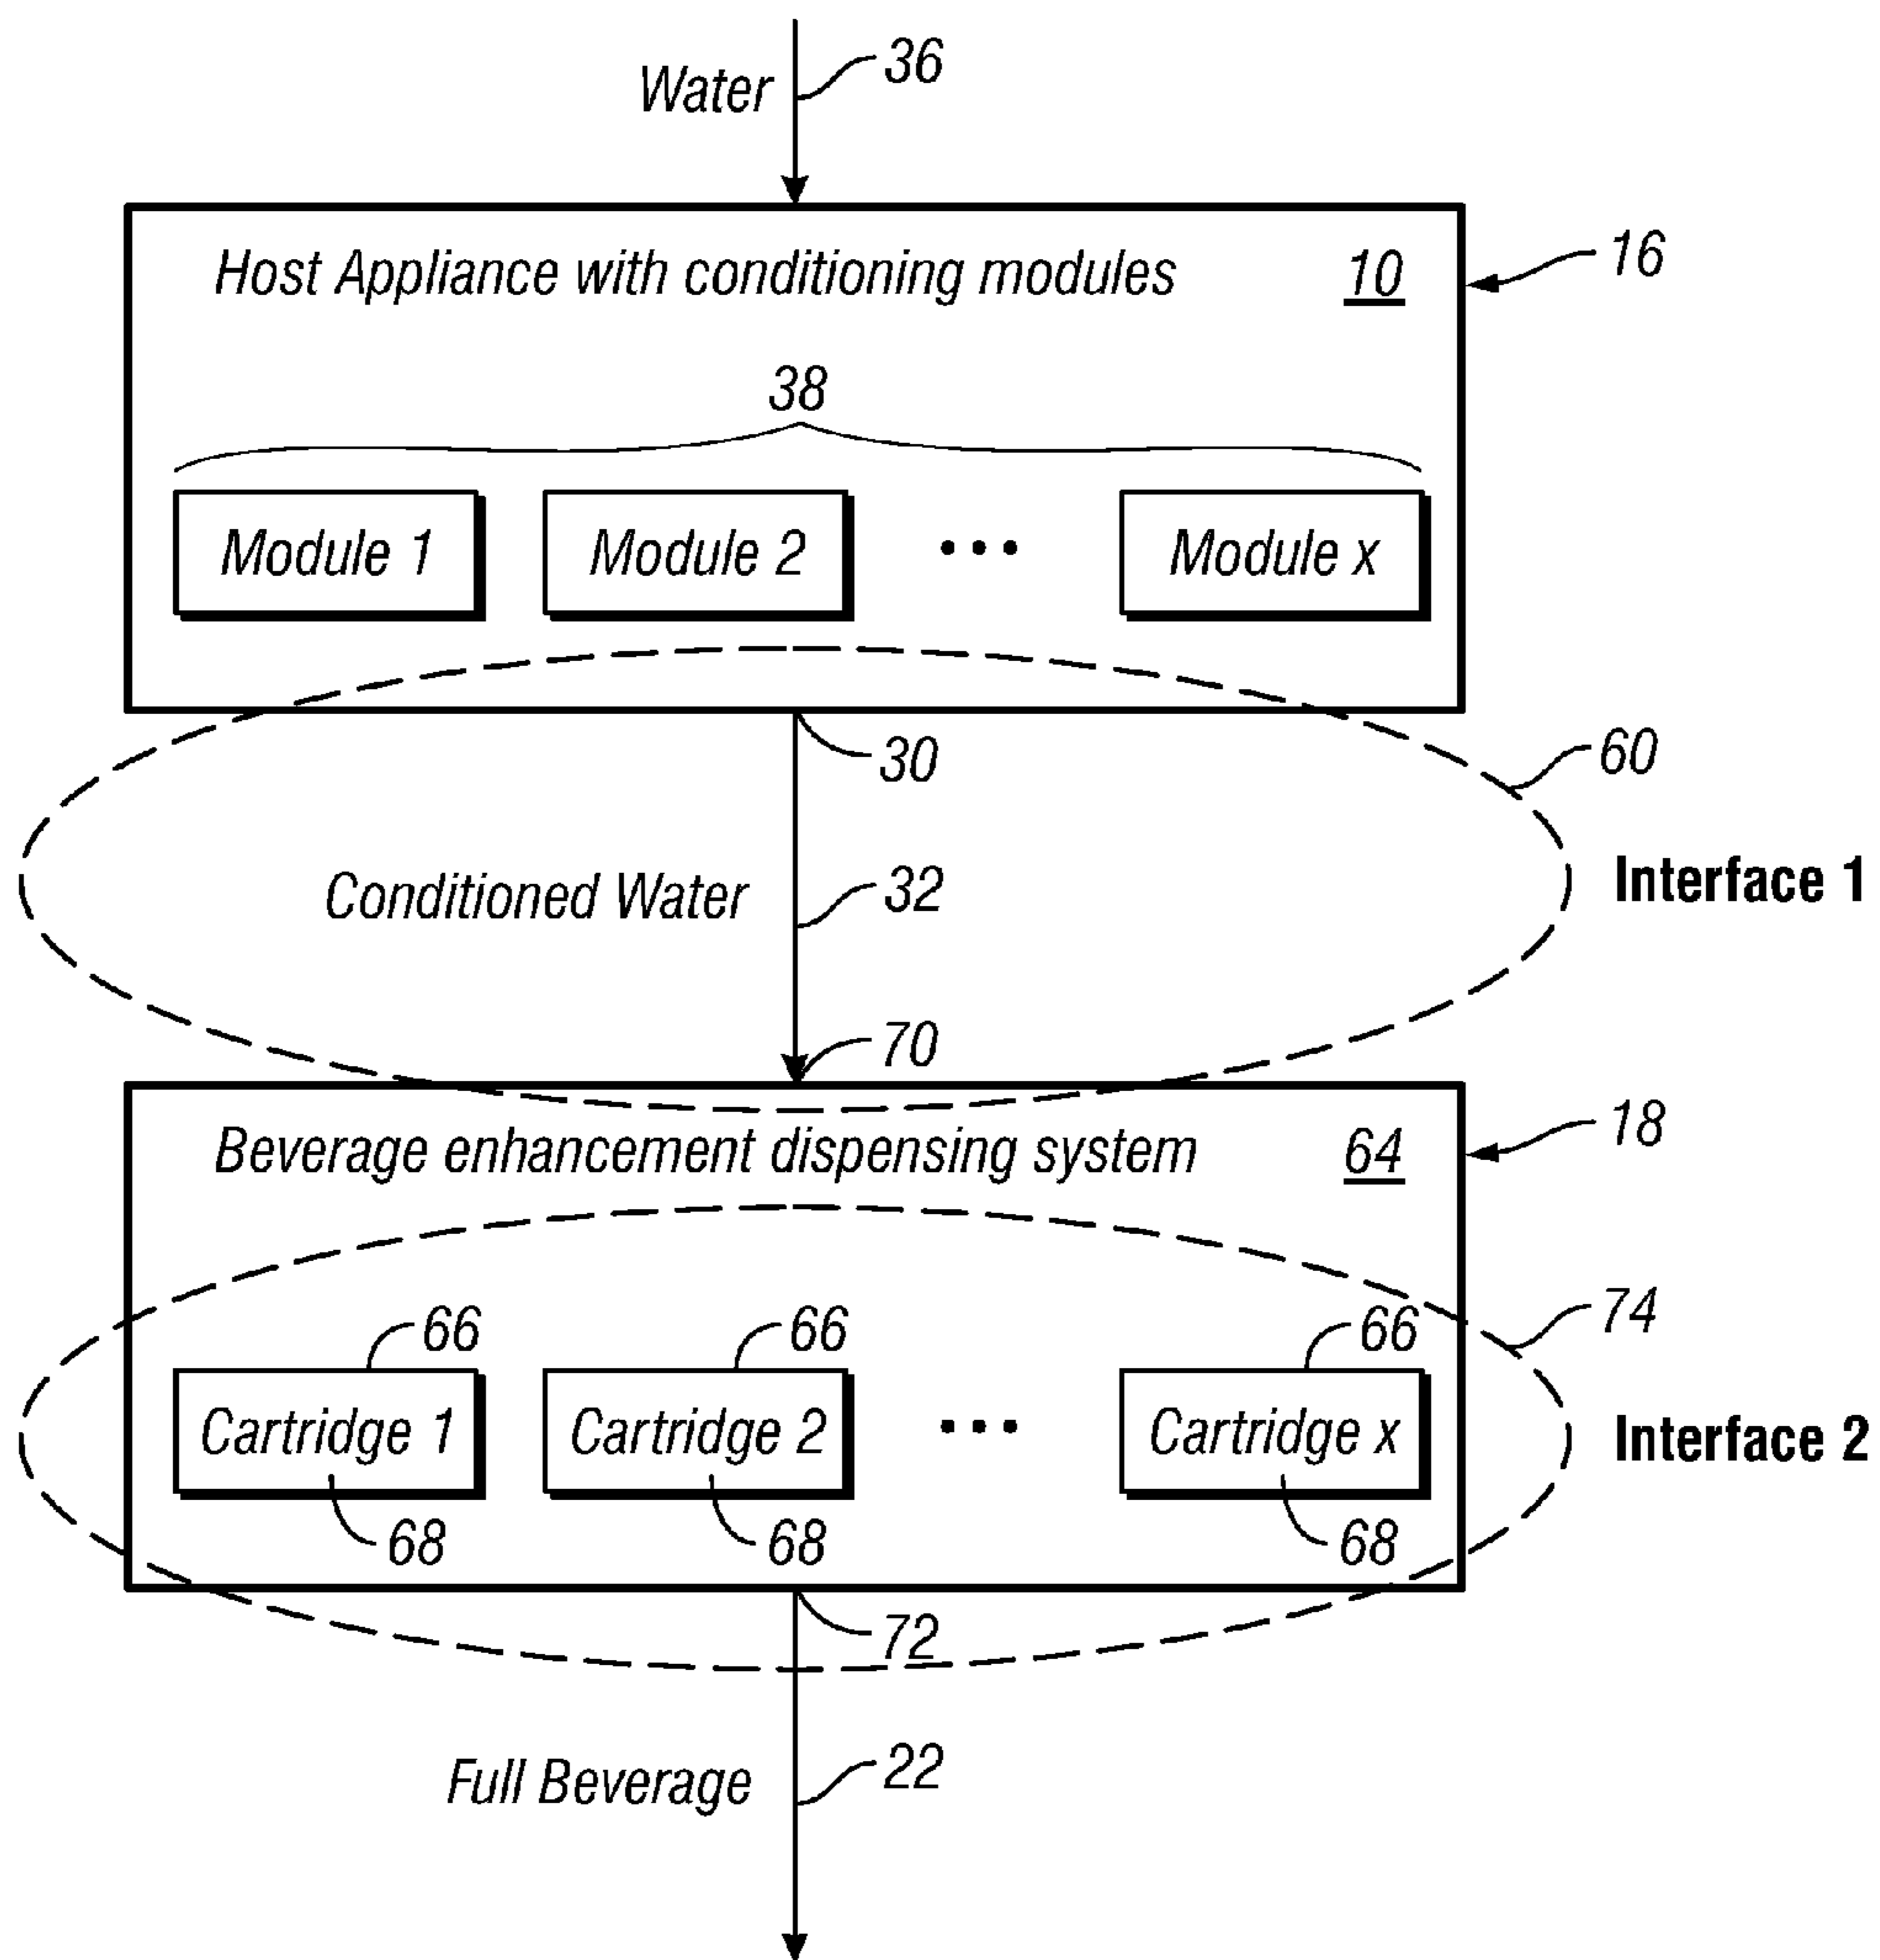 Water 36
Host Appliance with conditioning modules 10 16
38
Module 1 Module 2 ••• Module x
30
60
Conditioned Water 32 Interface 1
70
Beverage enhancement dispensing system 64 18
74
66 66 66
Cartridge 1 Cartridge 2 ••• Cartridge x Interface 2
68 68 68
72
Full Beverage 22